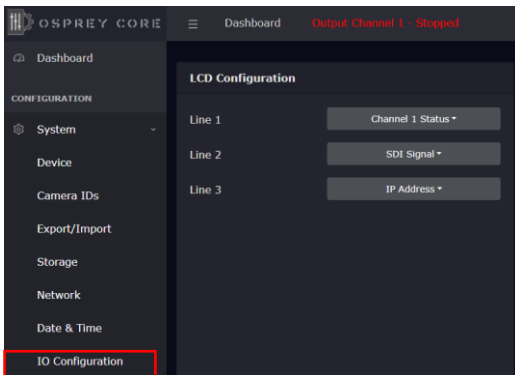 OSPREY CORE
Dashboard
Output Channel 1 - Stopped
Dashboard
CONFIGURATION
System
Device
Camera IDs
Export/Import
Storage
Network
Date & Time
IO Configuration
LCD Configuration
Line 1
Channel 1 Status
Line 2
SDI Signal
Line 3
IP Address